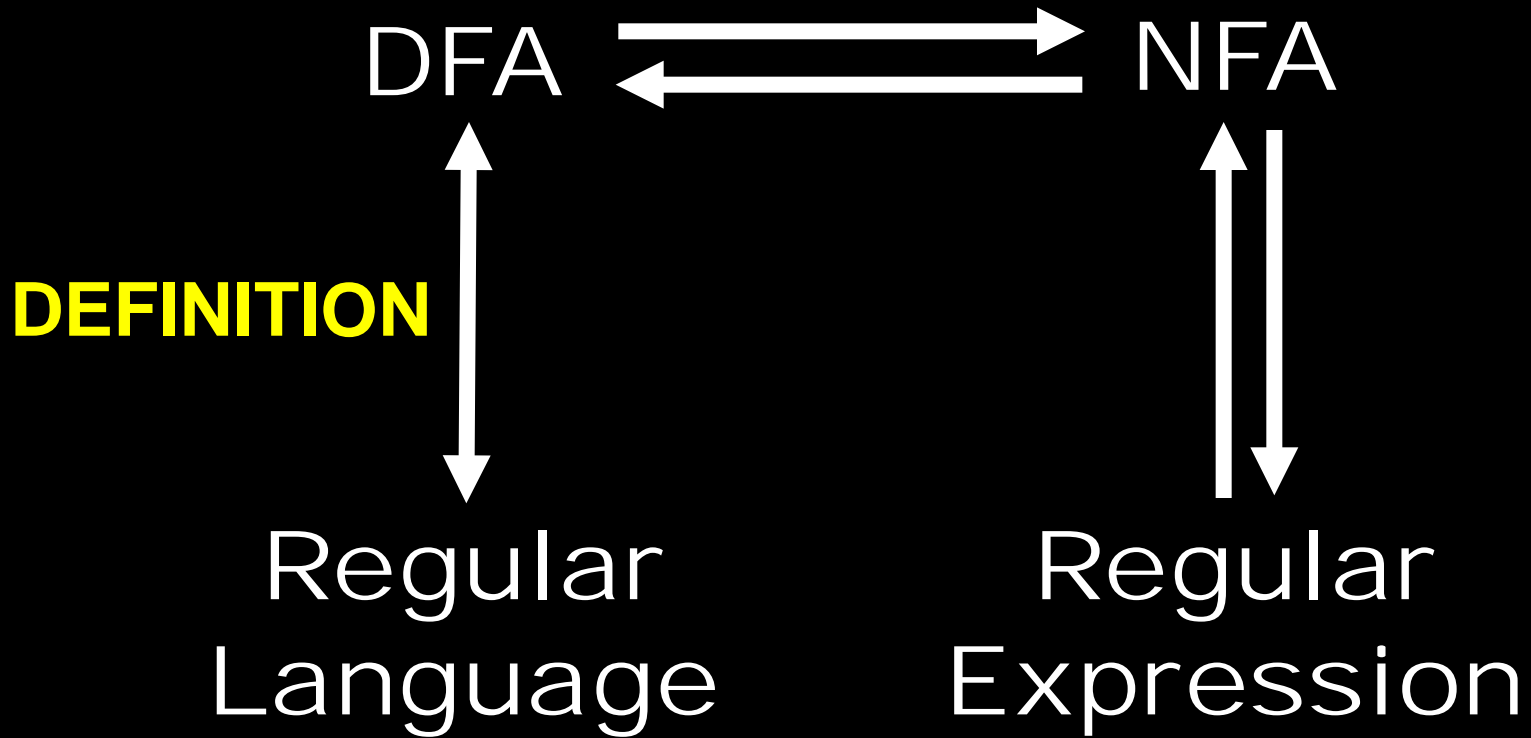 DFA
NFA
DEFINITION
Regular
Language
Regular
Expression